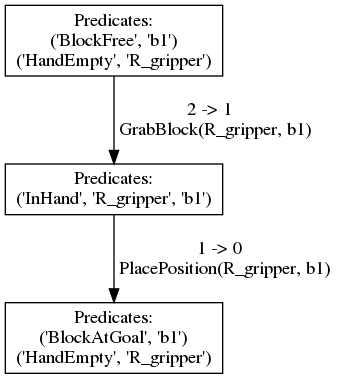 Predicates:
('BlockFree', 'b1')
('HandEmpty', 'R_gripper')
2 -> 1
GrabBlock(R_gripper, b1)
Predicates:
('InHand', 'R_gripper', 'b1')
1 -> 0
PlacePosition(R_gripper, b1)
Predicates:
('BlockAtGoal', 'b1')
('HandEmpty', 'R_gripper')